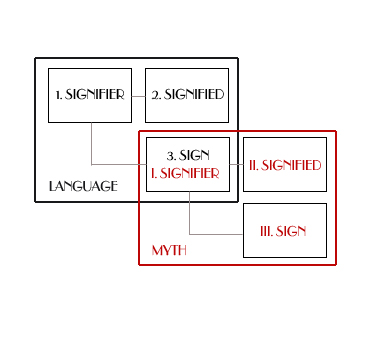 1. SIGNIFIER
2. SIGNIFIED
3. SIGN
I. SIGNIFIER
II. SIGNIFIED
LANGUAGE
III. SIGN
MYTH